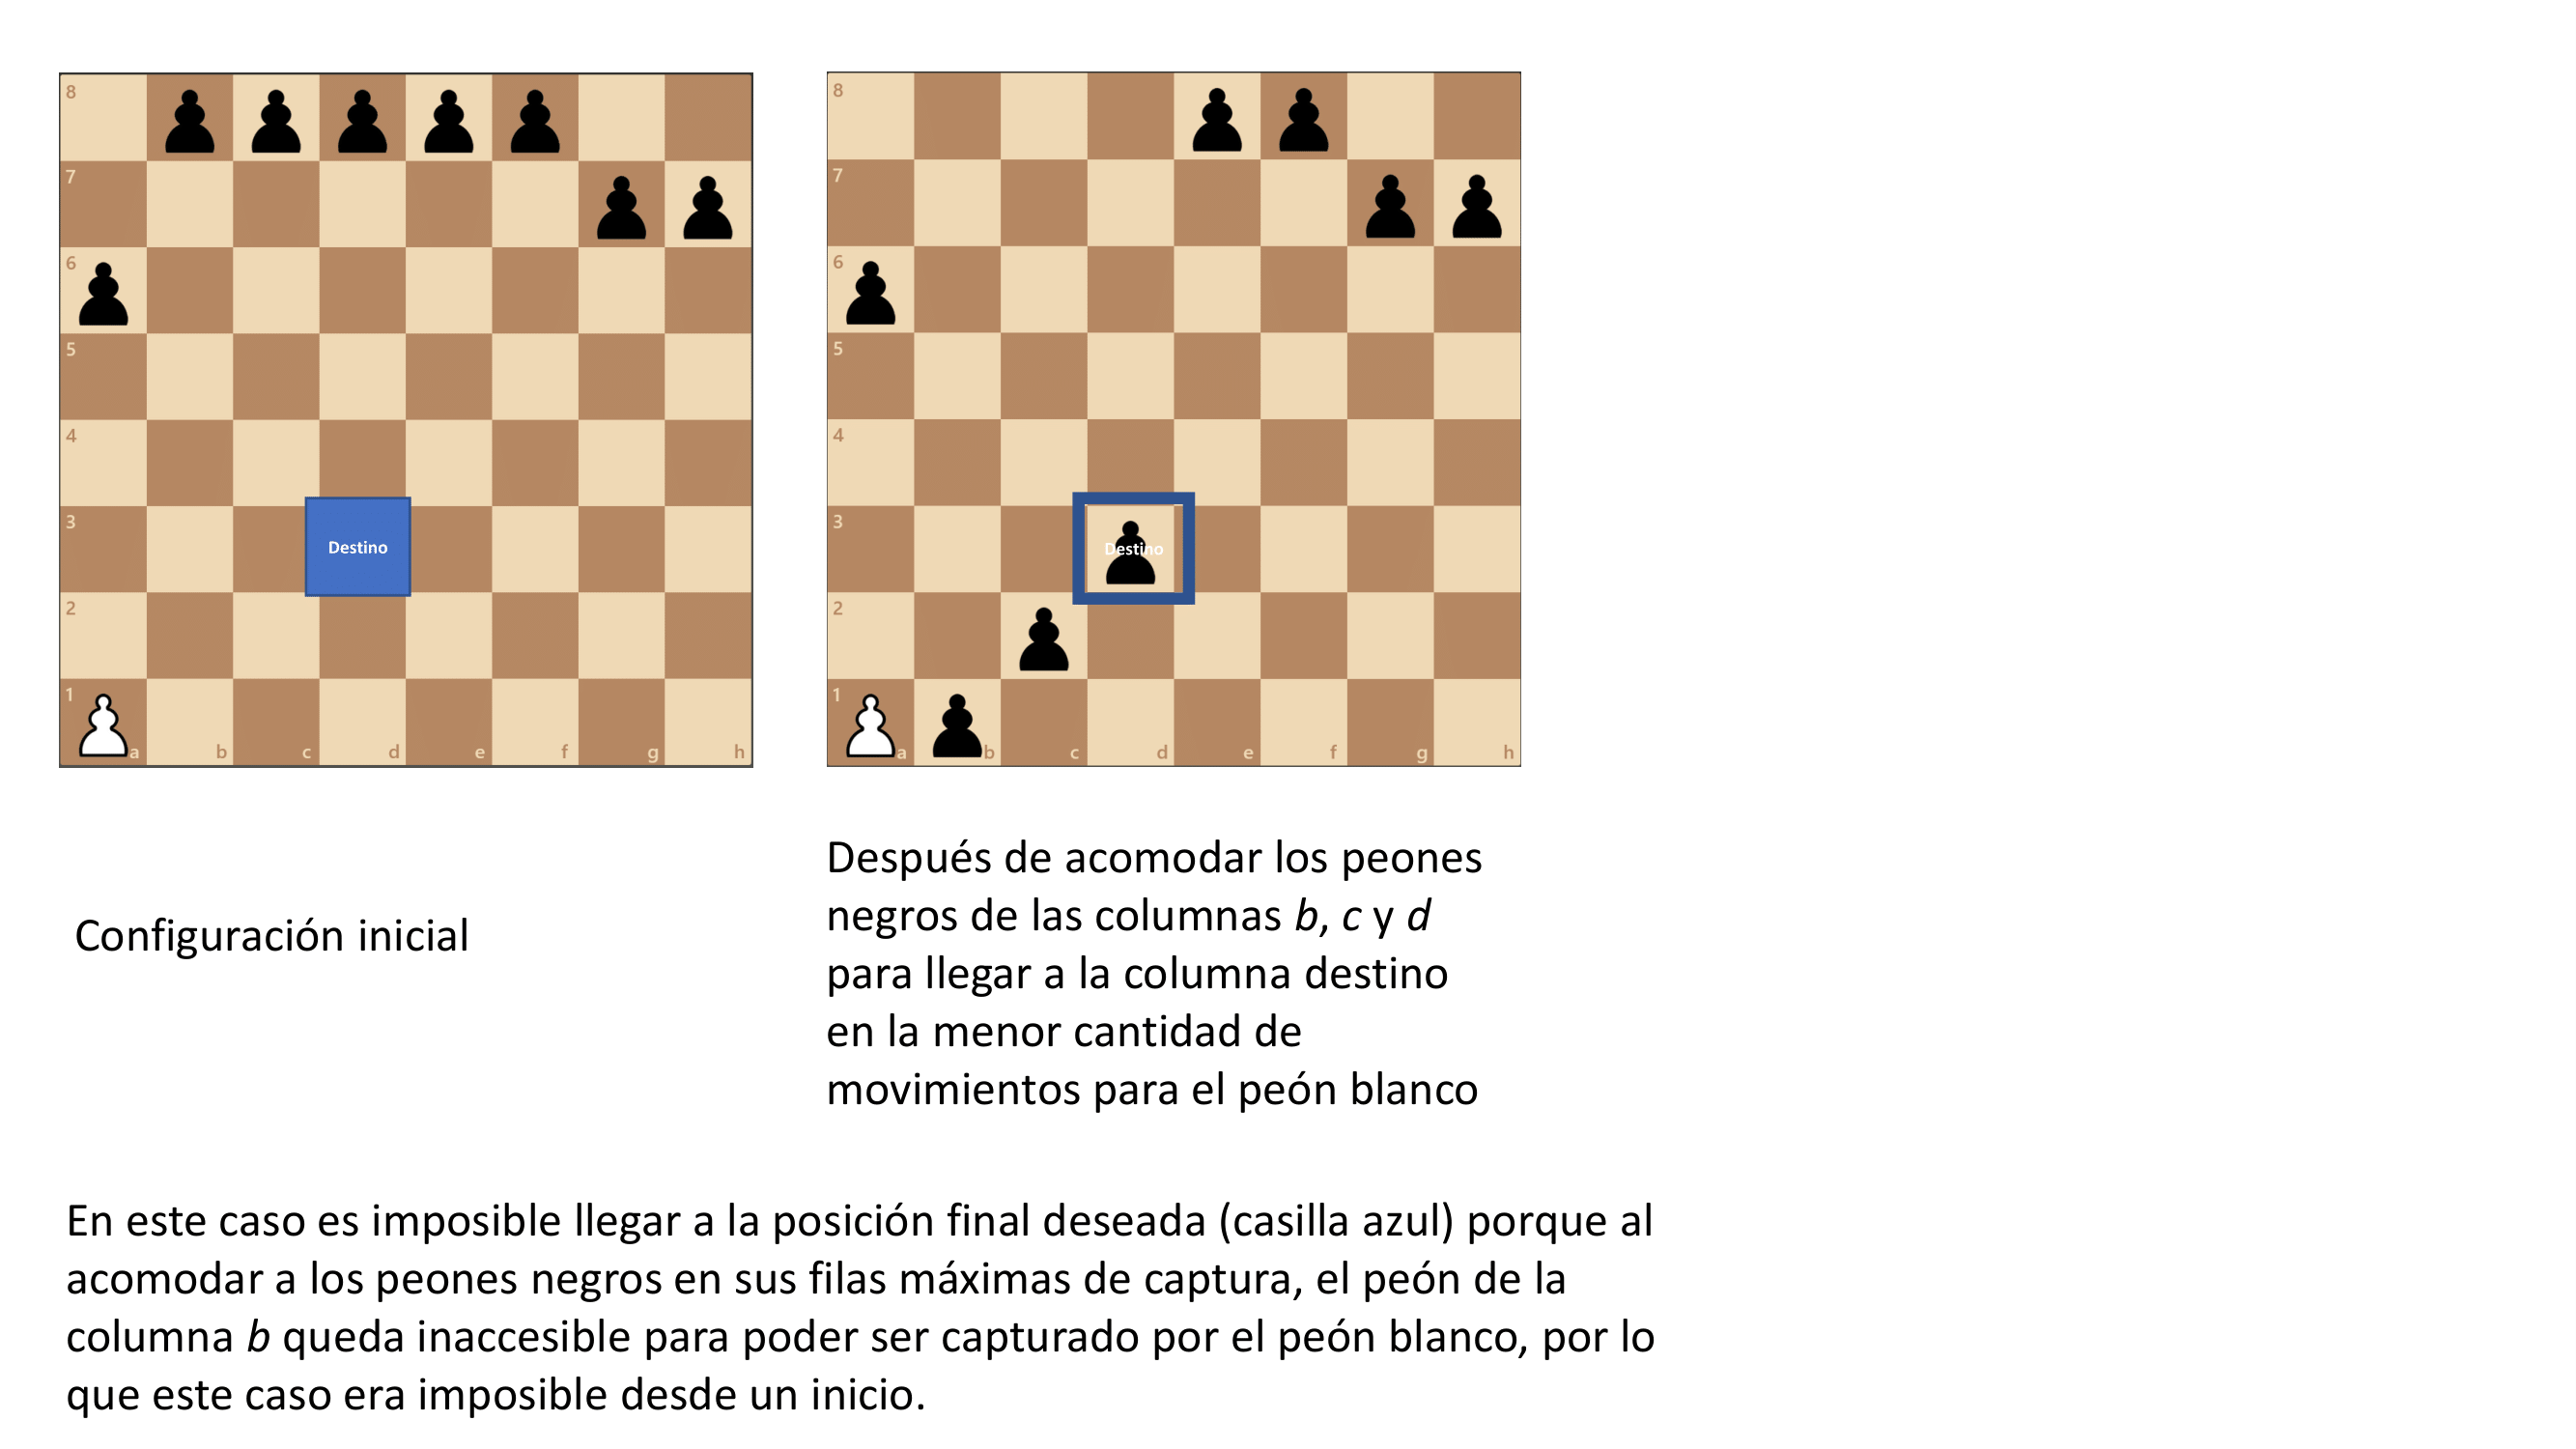 8
7
6
5
4
3
2
1
a b c d e f g h
Destino
8
7
6
5
4
3
2
1
a b c d e f g h
Destino
Configuración inicial
Después de acomodar los peones
negros de las columnas b, c y d
para llegar a la columna destino
en la menor cantidad de
movimientos para el peón blanco
En este caso es imposible llegar a la posición final deseada (casilla azul) porque al
acomodar a los peones negros en sus filas máximas de captura, el peón de la
columna b queda inaccesible para poder ser capturado por el peón blanco, por lo
que este caso era imposible desde un inicio.